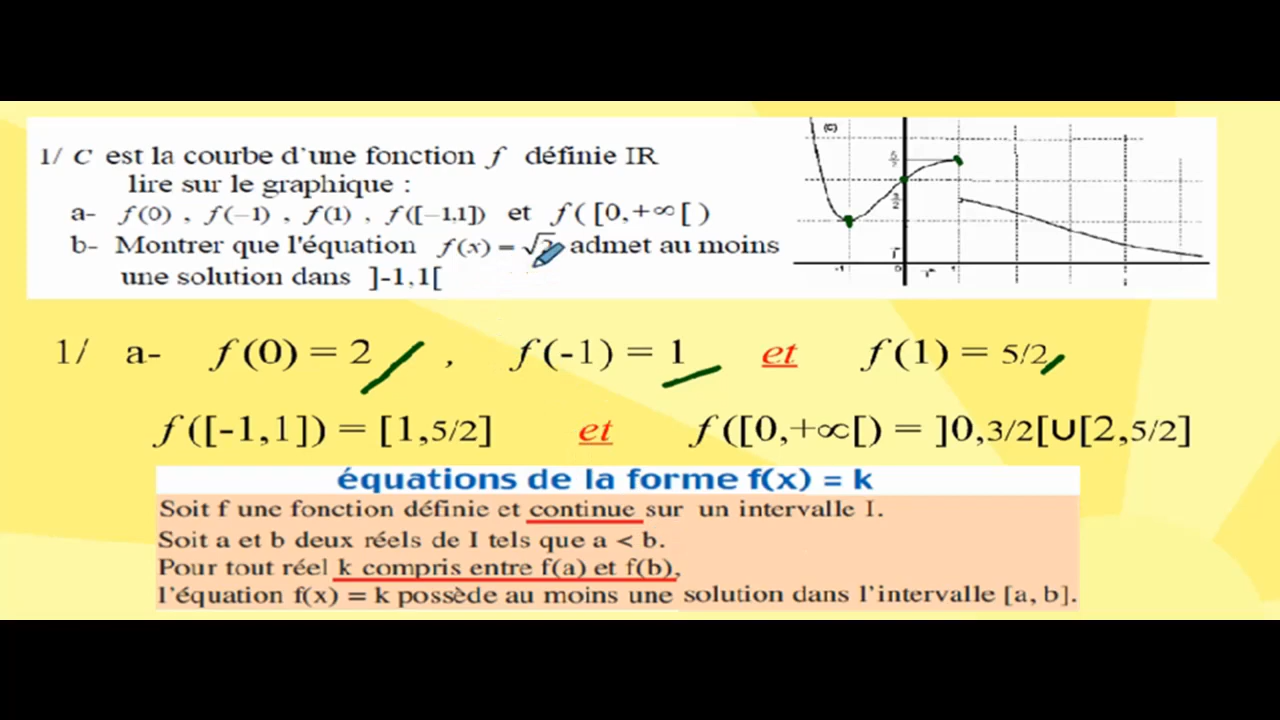 1/ C est la courbe d'une fonction f définie IR
lire sur le graphique :
a- f(0) , f(−1) , f(1) , f([−1,1]) et f([0,+∞[)
b- Montrer que l'équation f(x) = √2 admet au moins
une solution dans ]-1,1[
(C)
-1 0 1
1/ a- f(0) = 2 , f(-1) = 1 et f(1) = 5/2
f([-1,1]) = [1,5/2] et f([0,+∞[) = ]0,3/2[∪[2,5/2]
équations de la forme f(x) = k
Soit f une fonction définie et continue sur un intervalle I.
Soit a et b deux réels de I tels que a < b.
Pour tout réel k compris entre f(a) et f(b),
l'équation f(x) = k possède au moins une solution dans l'intervalle [a, b].